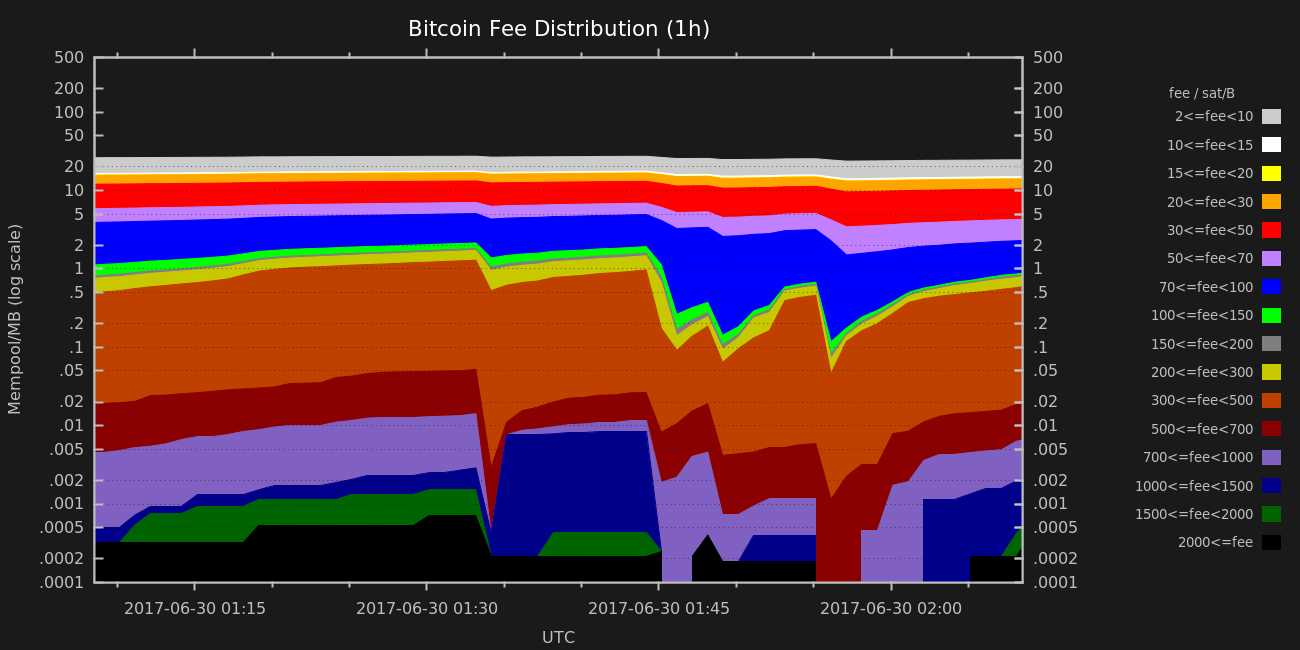 Bitcoin Fee Distribution (1h)
500
200
100
50
20
10
5
2
1
.5
.2
.1
.05
.02
.01
.005
.002
.001
.0005
.0002
.0001
Mempool/MB (log scale)
500
200
100
50
20
10
5
2
1
.5
.2
.1
.05
.02
.01
.005
.002
.001
.0005
.0002
.0001
2017-06-30 01:15
2017-06-30 01:30
2017-06-30 01:45
2017-06-30 02:00
UTC
fee / sat/B
2<=fee<10
10<=fee<15
15<=fee<20
20<=fee<30
30<=fee<50
50<=fee<70
70<=fee<100
100<=fee<150
150<=fee<200
200<=fee<300
300<=fee<500
500<=fee<700
700<=fee<1000
1000<=fee<1500
1500<=fee<2000
2000<=fee